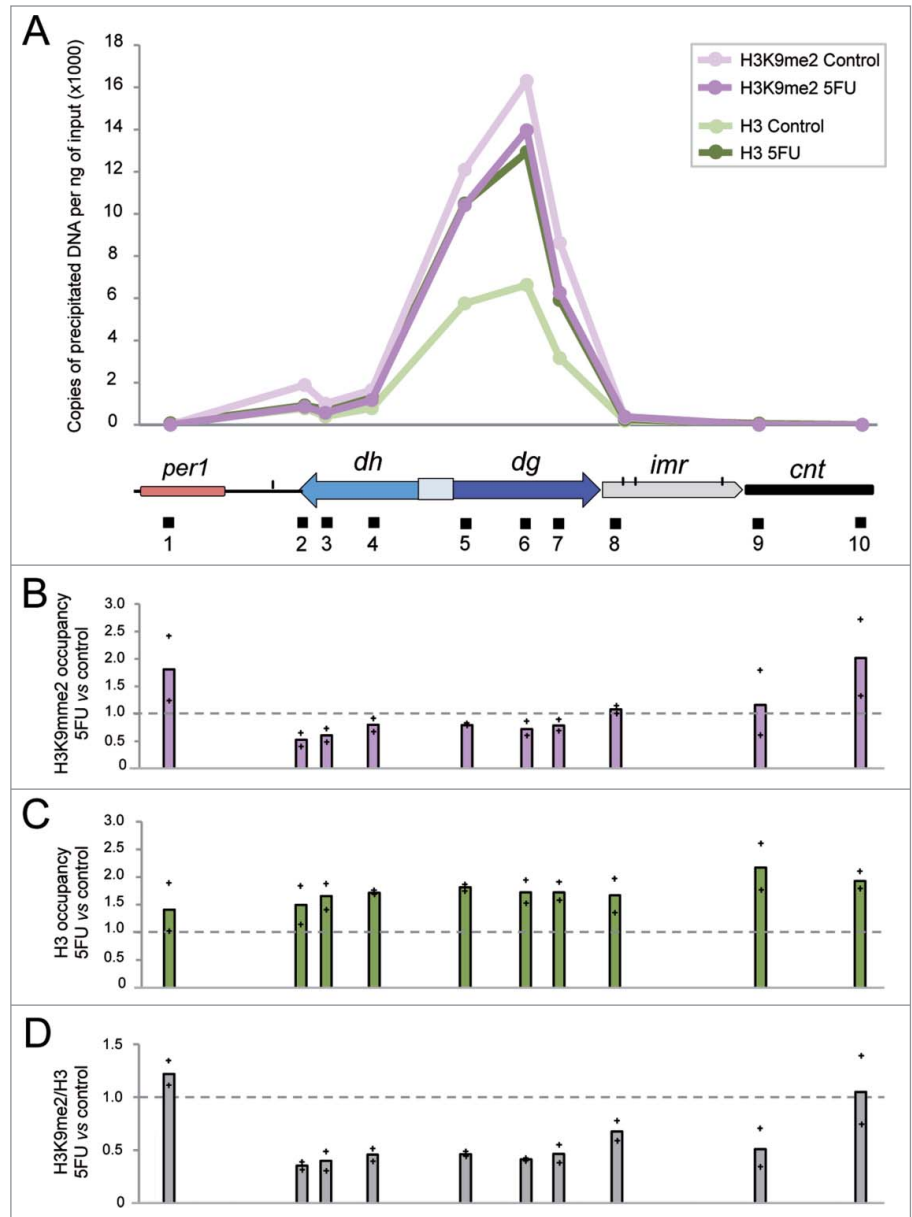 A
18
16
14
12
10
8
6
4
2
0
Copies of precipitated DNA per ng of input (x1000)
H3K9me2 Control
H3K9me2 5FU
H3 Control
H3 5FU
per1
dh
dg
imr
cnt
1 2 3 4 5 6 7 8 9 10
B
H3K9mme2 occupancy
5FU vs control
3.0
2.5
2.0
1.5
1.0
0.5
0
C
H3 occupancy
5FU vs control
3.0
2.5
2.0
1.5
1.0
0.5
0
D
H3K9me2/H3
5FU vs control
1.5
1.0
0.5
0